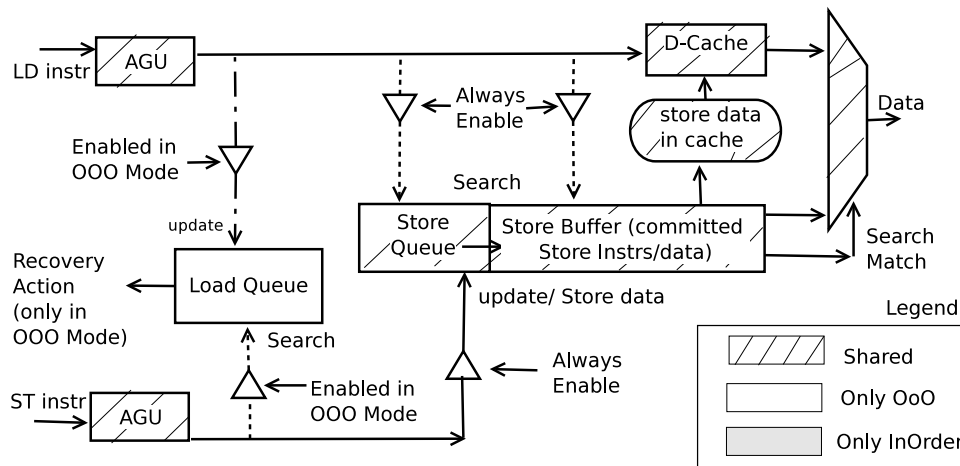 LD instr
AGU
D-Cache
Data
Always
Enable
store data
in cache
Enabled in
OOO Mode
Search
update
Store
Queue
Store Buffer (committed
Store Instrs/data)
Search
Match
Recovery
Action
(only in
OOO Mode)
Load Queue
update/ Store data
Search
Always
Enable
Enabled in
OOO Mode
ST instr
AGU
Legend
Shared
Only OoO
Only InOrder